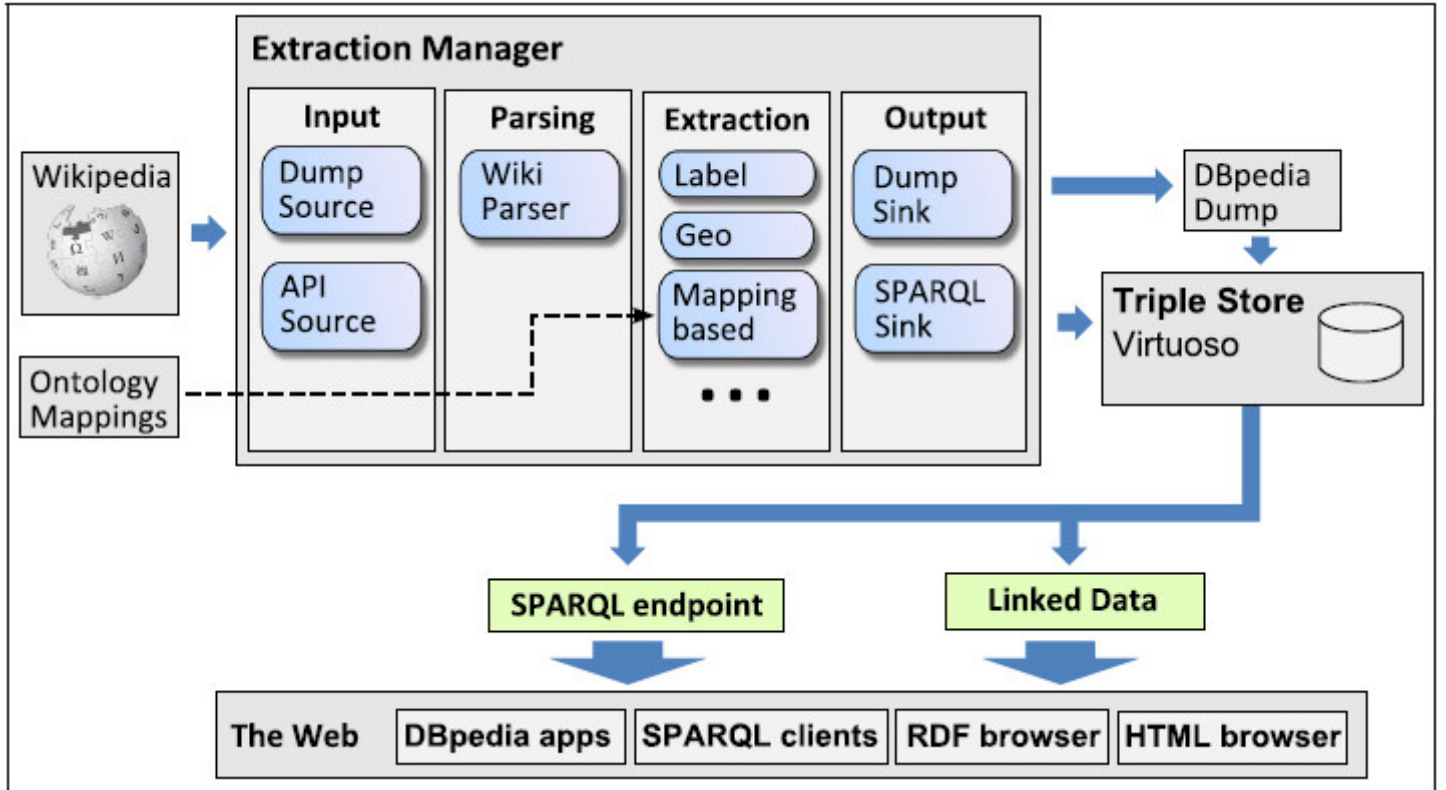 Extraction Manager
Input
Parsing
Extraction
Output
Wikipedia
Dump
Source
API
Source
Wiki
Parser
Label
Geo
Mapping
based
...
Dump
Sink
SPARQL
Sink
DBpedia
Dump
Triple Store
Virtuoso
Ontology
Mappings
SPARQL endpoint
Linked Data
The Web
DBpedia apps
SPARQL clients
RDF browser
HTML browser